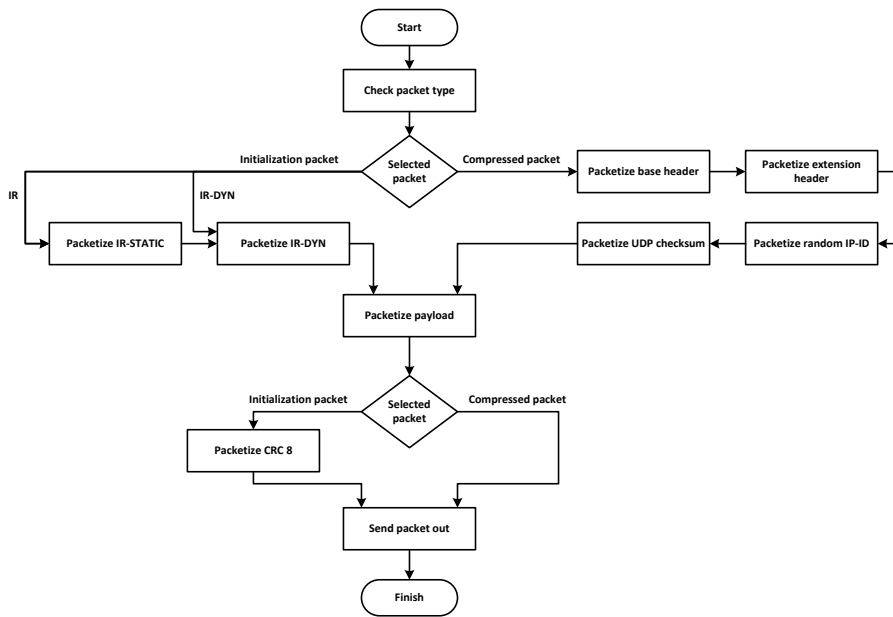 Start
Check packet type
Initialization packet
Selected
packet
Compressed packet
Packetize base header
Packetize extension
header
IR
IR-DYN
Packetize IR-STATIC
Packetize IR-DYN
Packetize UDP checksum
Packetize random IP-ID
Packetize payload
Initialization packet
Selected
packet
Compressed packet
Packetize CRC 8
Send packet out
Finish